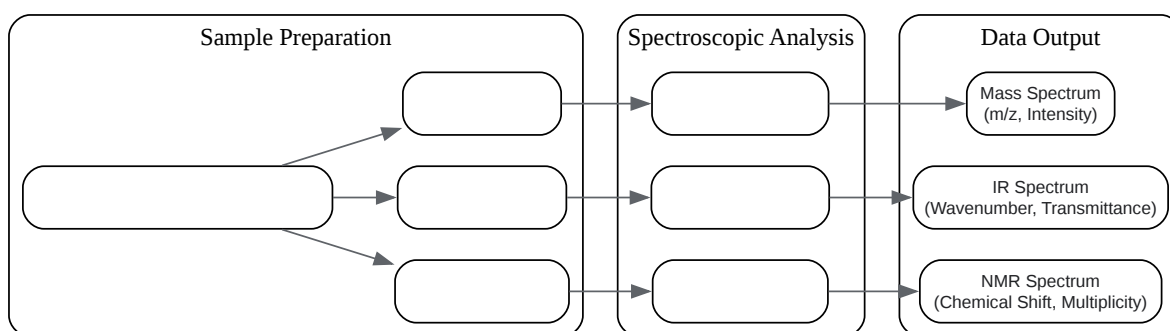 Sample Preparation
Spectroscopic Analysis
Data Output
Mass Spectrum
(m/z, Intensity)
IR Spectrum
(Wavenumber, Transmittance)
NMR Spectrum
(Chemical Shift, Multiplicity)